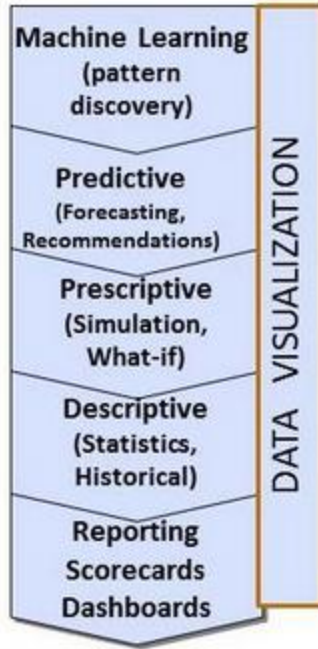 Machine Learning
(pattern
discovery)
Predictive
(Forecasting,
Recommendations)
Prescriptive
(Simulation,
What-if)
Descriptive
(Statistics,
Historical)
Reporting
Scorecards
Dashboards
DATA VISUALIZATION